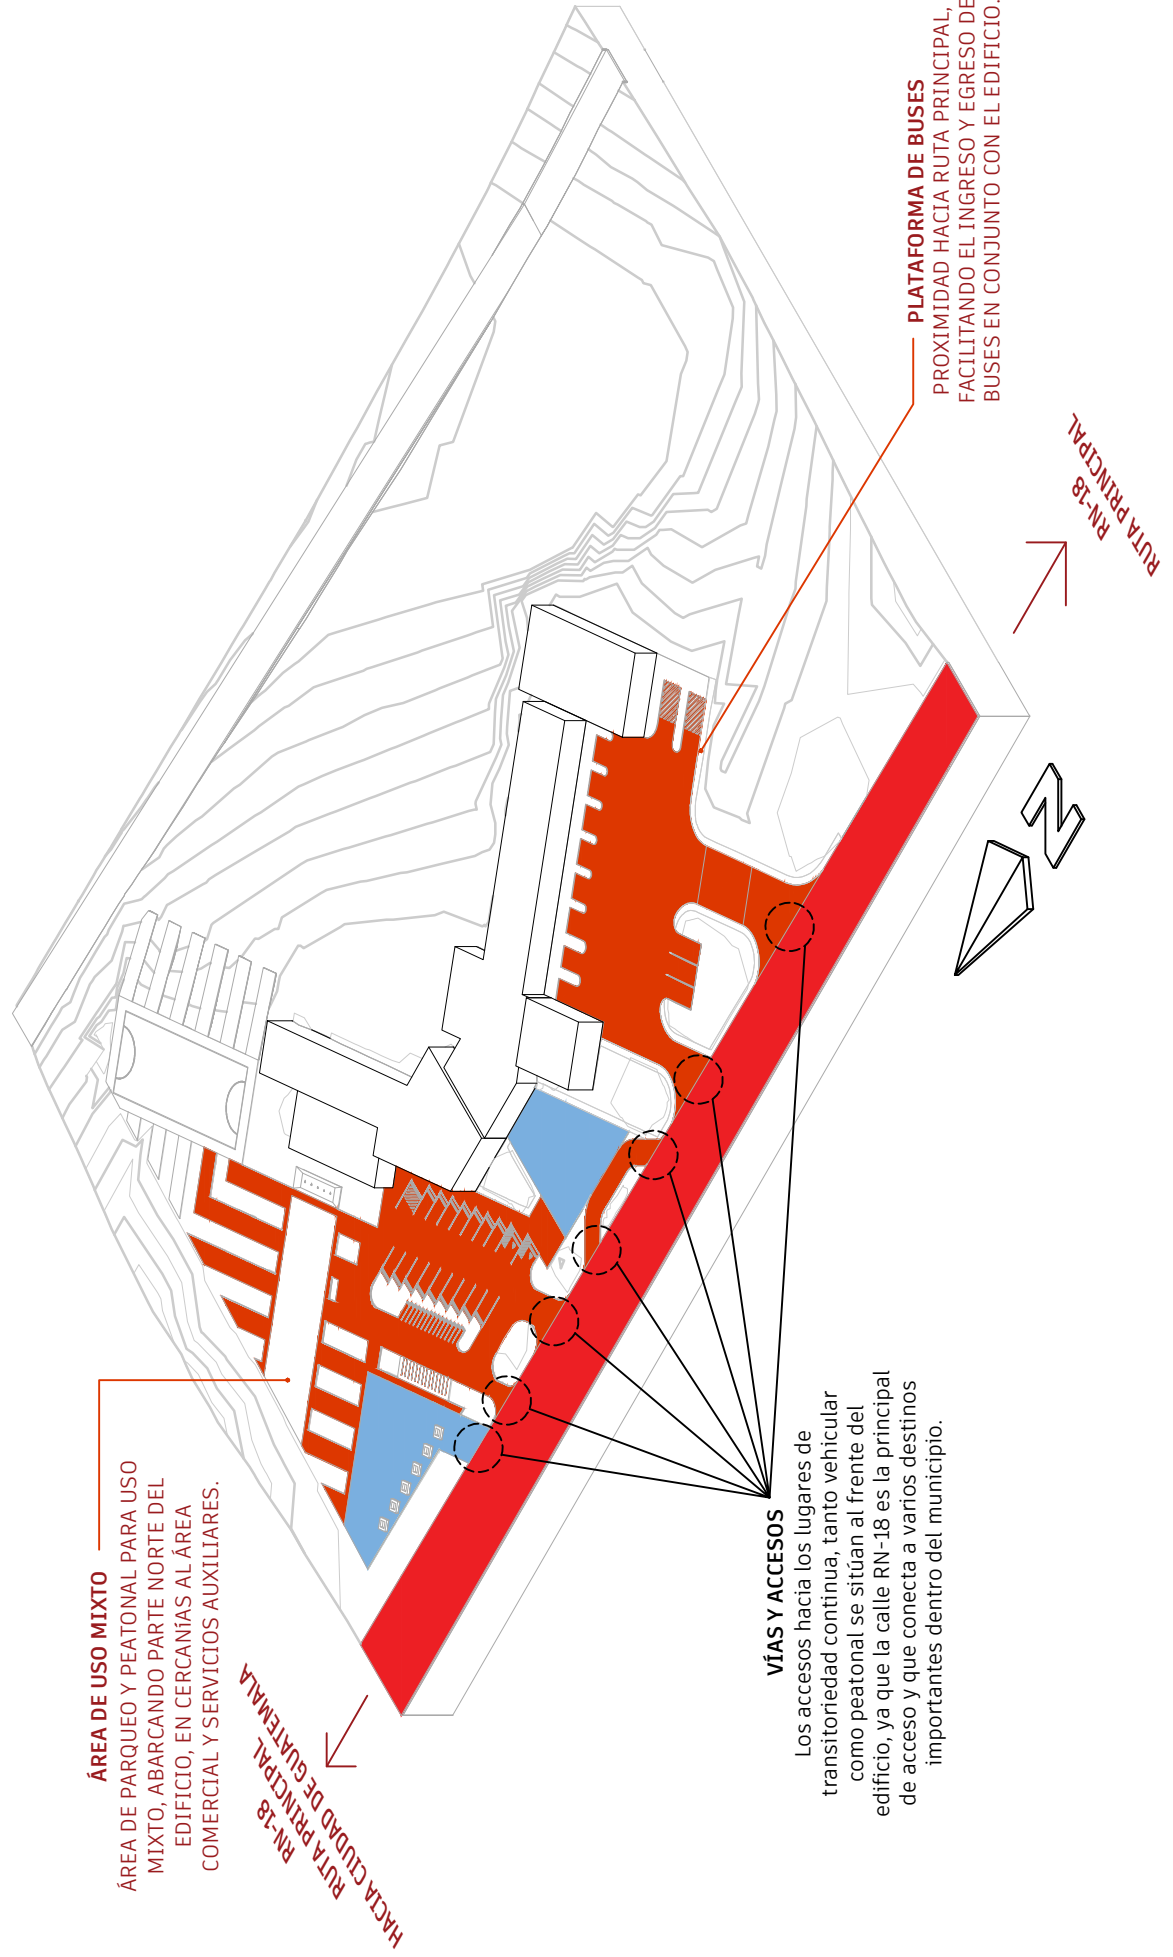 ÁREA DE USO MIXTO
ÁREA DE PARQUEO Y PEATONAL PARA USO
MIXTO, ABARCANDO PARTE NORTE DEL
EDIFICIO, EN CERCANíAS AL ÁREA
COMERCIAL Y SERVICIOS AUXILIARES.
RN-18
RUTA PRINCIPAL
HACIA CIUDAD DE GUATEMALA
VÍAS Y ACCESOS
Los accesos hacia los lugares de
transitoriedad continua, tanto vehicular
como peatonal se sitúan al frente del
edificio, ya que la calle RN-18 es la principal
de acceso y que conecta a varios destinos
importantes dentro del municipio.
PLATAFORMA DE BUSES
PROXIMIDAD HACIA RUTA PRINCIPAL,
FACILITANDO EL INGRESO Y EGRESO DE
BUSES EN CONJUNTO CON EL EDIFICIO.
RN-18
RUTA PRINCIPAL
N